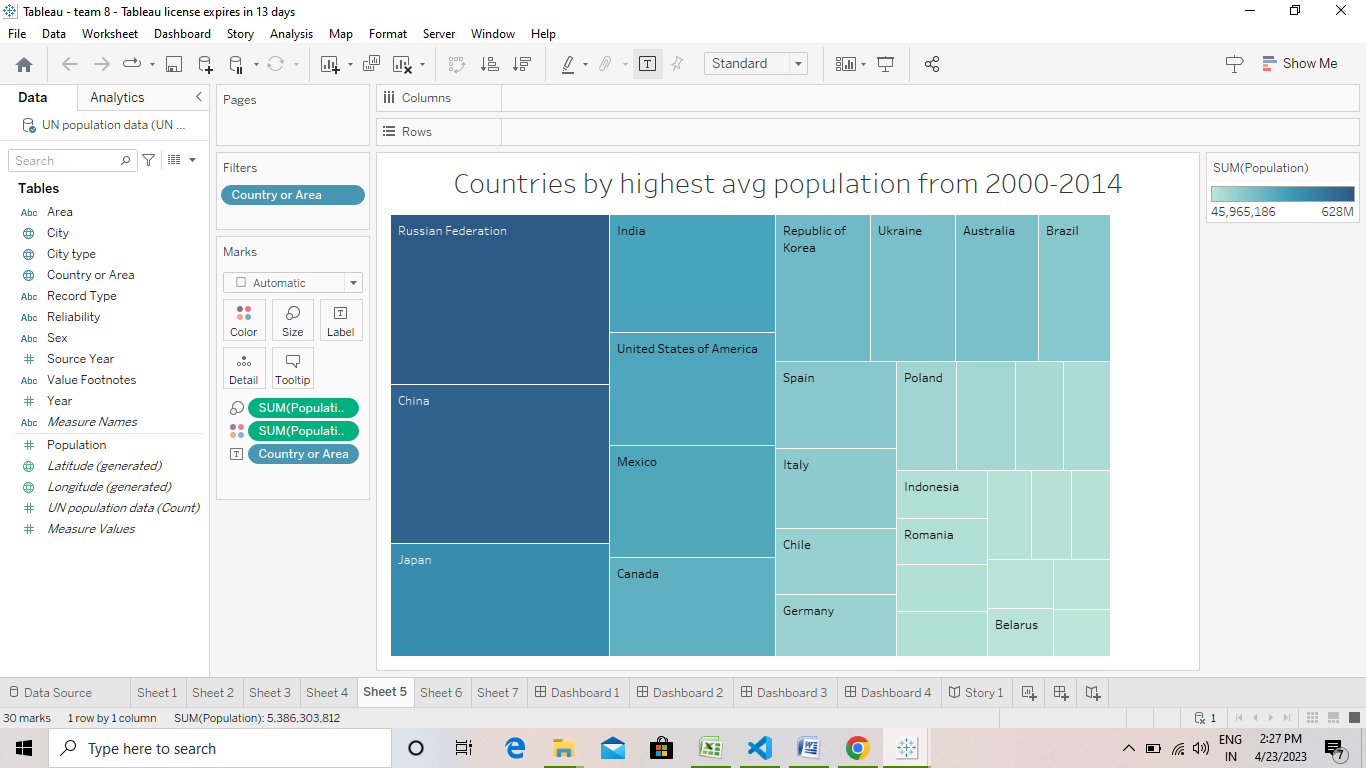 Tableau - team 8 - Tableau license expires in 13 days
File Data Worksheet Dashboard Story Analysis Map Format Server Window Help
Standard
Show Me
Data Analytics
UN population data (UN ...
Search
Tables
Abc Area
City
City type
Country or Area
Abc Record Type
Abc Reliability
Abc Sex
# Source Year
Abc Value Footnotes
# Year
Abc Measure Names
# Population
Latitude (generated)
Longitude (generated)
# UN population data (Count)
# Measure Values
Pages
Filters
Country or Area
Marks
Automatic
Color Size Label
Detail Tooltip
SUM(Populati..
SUM(Populati..
Country or Area
Columns
Rows
Countries by highest avg population from 2000-2014
Russian Federation
China
Japan
India
United States of America
Mexico
Canada
Republic of
Korea
Ukraine
Australia
Brazil
Spain
Italy
Chile
Germany
Poland
Indonesia
Romania
Belarus
SUM(Population)
45,965,186 628M
Data Source Sheet 1 Sheet 2 Sheet 3 Sheet 4 Sheet 5 Sheet 6 Sheet 7 Dashboard 1 Dashboard 2 Dashboard 3 Dashboard 4 Story 1
30 marks 1 row by 1 column SUM(Population): 5,386,303,812
1
Type here to search
ENG
IN
2:27 PM
4/23/2023
7